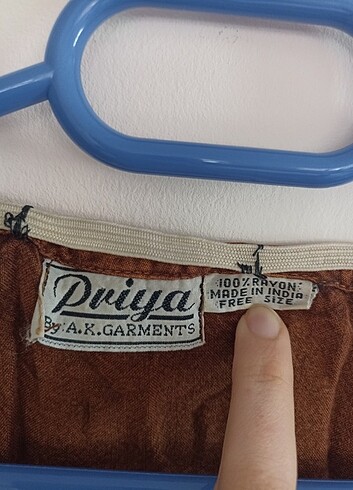 Priya
By: A.K.GARMENTS
100% RAYON
MADE IN INDIA
FREE SIZE